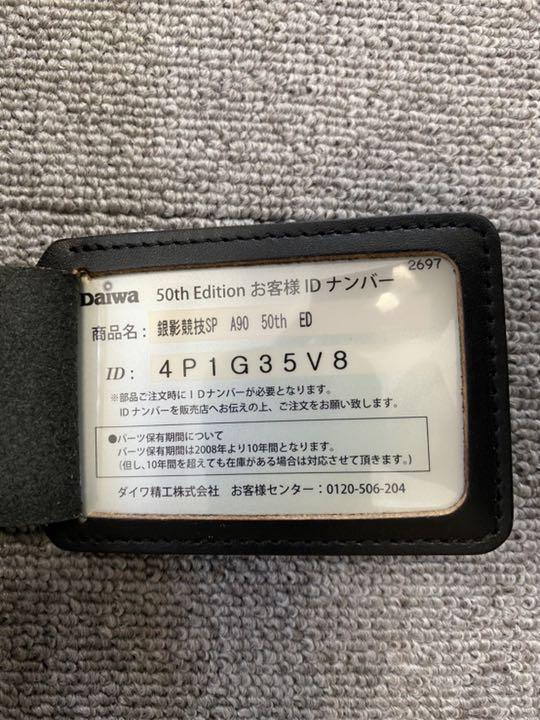 2697
Daiwa 50th Edition お客様 ID ナンバー
商品名： 銀影競技SP A90 50th ED
ID： 4P1G35V8
※部品ご注文時にＩＤナンバーが必要となります。
ID ナンバーを販売店へお伝えの上、ご注文をお願い致します。
●パーツ保有期間について
パーツ保有期間は2008年より10年間となります。
（但し、10年間を超えても在庫がある場合は対応させて頂きます。）
ダイワ精工株式会社 お客様センター：0120-506-204